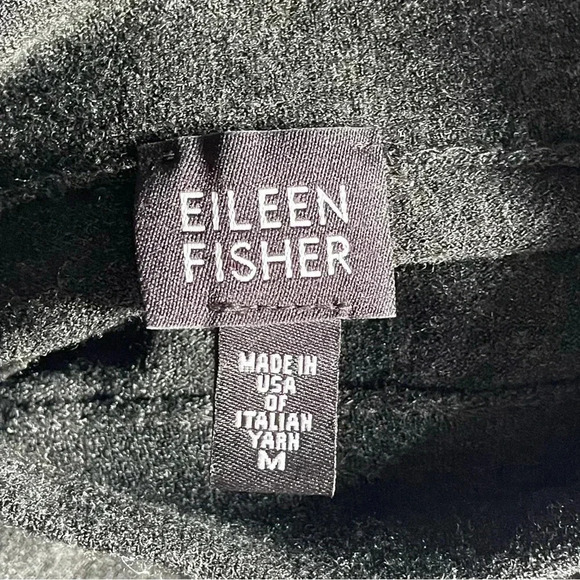 EILEEN
FISHER
MADE IN
USA
OF
ITALIAN
YARN
M